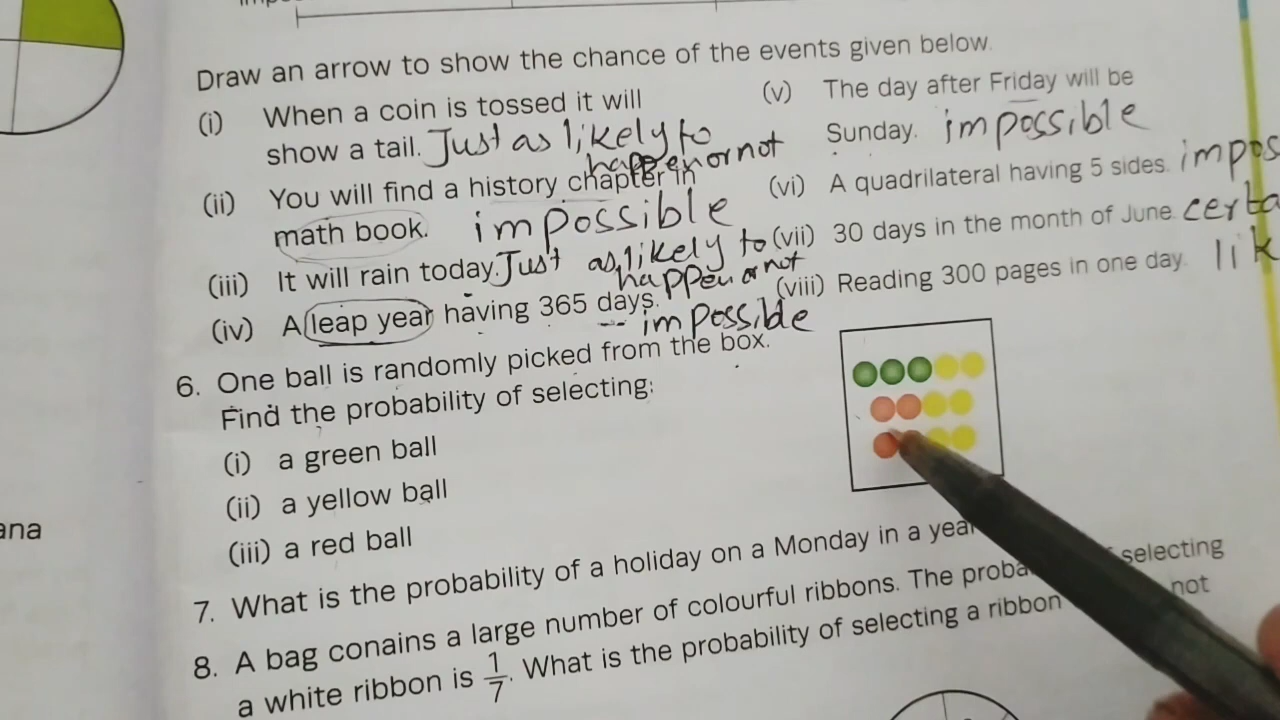 Draw an arrow to show the chance of the events given below.
(i) When a coin is tossed it will
show a tail. Just as likely to
happen or not
(ii) You will find a history chapter in
math book. impossible
(iii) It will rain today. Just as likely to
happen or not
(iv) A leap year having 365 days.
impossible
(v) The day after Friday will be
Sunday. impossible
(vi) A quadrilateral having 5 sides. impos
(vii) 30 days in the month of June. certa
(viii) Reading 300 pages in one day. lik
6. One ball is randomly picked from the box.
Find the probability of selecting:
(i) a green ball
(ii) a yellow ball
(iii) a red ball
7. What is the probability of a holiday on a Monday in a year
8. A bag conains a large number of colourful ribbons. The proba selecting
a white ribbon is 1/7. What is the probability of selecting a ribbon not
ana